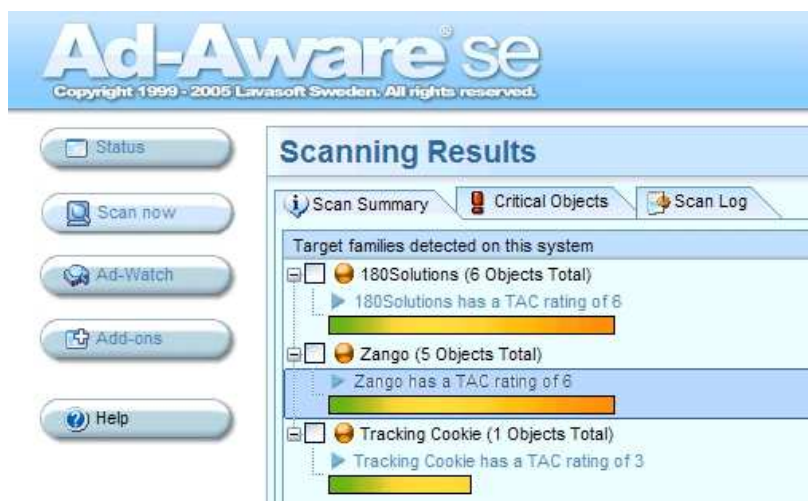 Ad-Aware® se
Copyright 1999 - 2005 Lavasoft Sweden. All rights reserved.
Status
Scan now
Ad-Watch
Add-ons
Help
Scanning Results
Scan Summary
Critical Objects
Scan Log
Target families detected on this system
180Solutions (6 Objects Total)
180Solutions has a TAC rating of 6
Zango (5 Objects Total)
Zango has a TAC rating of 6
Tracking Cookie (1 Objects Total)
Tracking Cookie has a TAC rating of 3